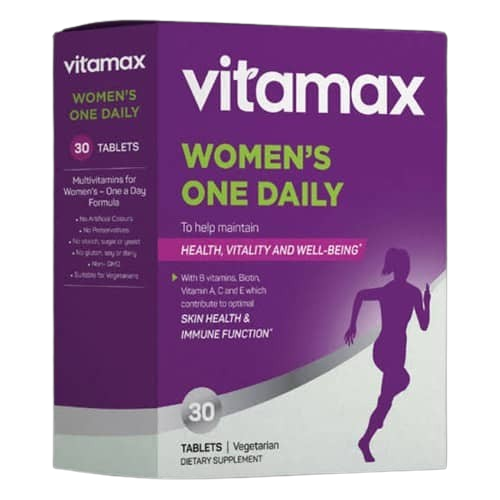 vitamax
WOMEN'S
ONE DAILY
30 TABLETS
Multivitamins for
Women's – One a Day
Formula
• No Artificial Colours
• No Preservatives
• No starch, sugar or yeast
• No gluten, soy or dairy
• Non- GMO
• Suitable for Vegetarians
vitamax
WOMEN'S
ONE DAILY
To help maintain
HEALTH, VITALITY AND WELL-BEING*
With B vitamins, Biotin,
Vitamin A, C and E which
contribute to optimal
SKIN HEALTH &
IMMUNE FUNCTION*
30
TABLETS | Vegetarian
DIETARY SUPPLEMENT